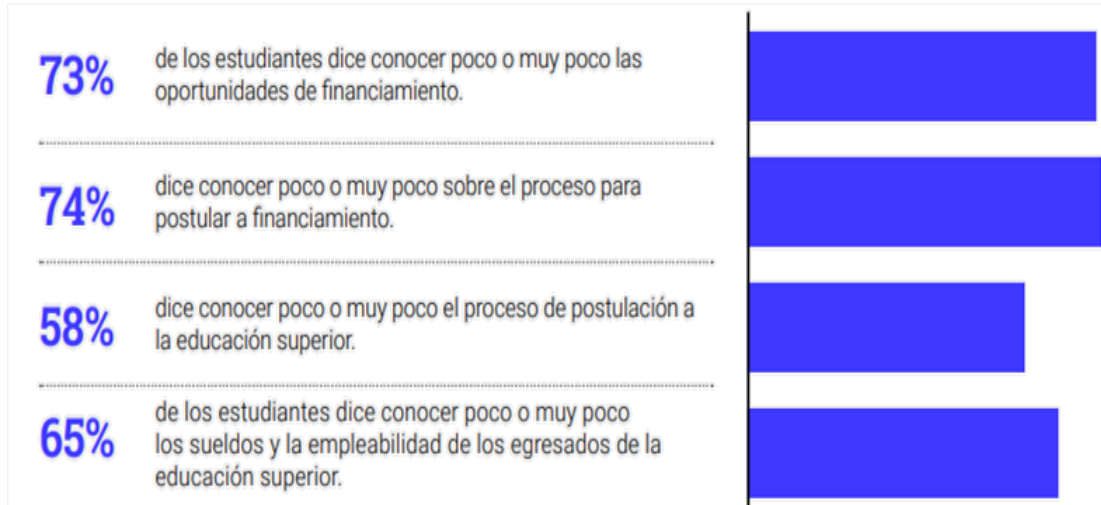 73%
de los estudiantes dice conocer poco o muy poco las
oportunidades de financiamiento.
74%
dice conocer poco o muy poco sobre el proceso para
postular a financiamiento.
58%
dice conocer poco o muy poco el proceso de postulación a
la educación superior.
65%
de los estudiantes dice conocer poco o muy poco
los sueldos y la empleabilidad de los egresados de la
educación superior.